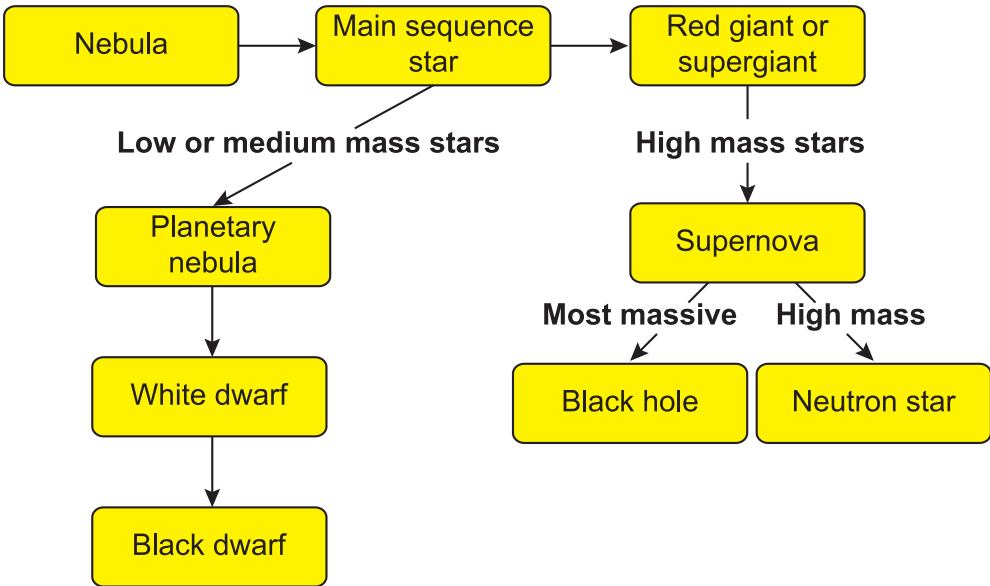 Nebula
Main sequence
star
Red giant or
supergiant
Low or medium mass stars
High mass stars
Planetary
nebula
Supernova
Most massive
High mass
White dwarf
Black hole
Neutron star
Black dwarf